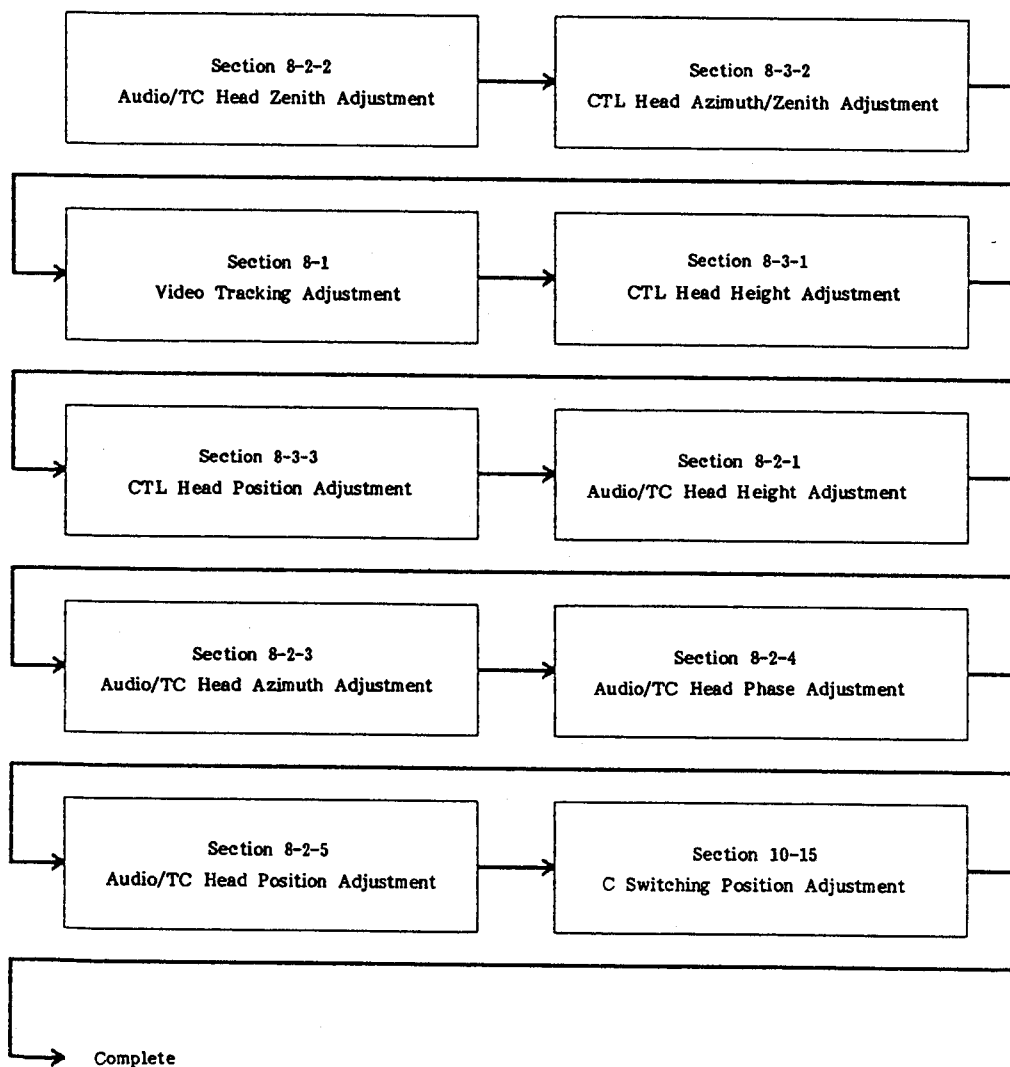 Section 8-2-2
Audio/TC Head Zenith Adjustment
Section 8-3-2
CTL Head Azimuth/Zenith Adjustment
Section 8-1
Video Tracking Adjustment
Section 8-3-1
CTL Head Height Adjustment
Section 8-3-3
CTL Head Position Adjustment
Section 8-2-1
Audio/TC Head Height Adjustment
Section 8-2-3
Audio/TC Head Azimuth Adjustment
Section 8-2-4
Audio/TC Head Phase Adjustment
Section 8-2-5
Audio/TC Head Position Adjustment
Section 10-15
C Switching Position Adjustment
Complete